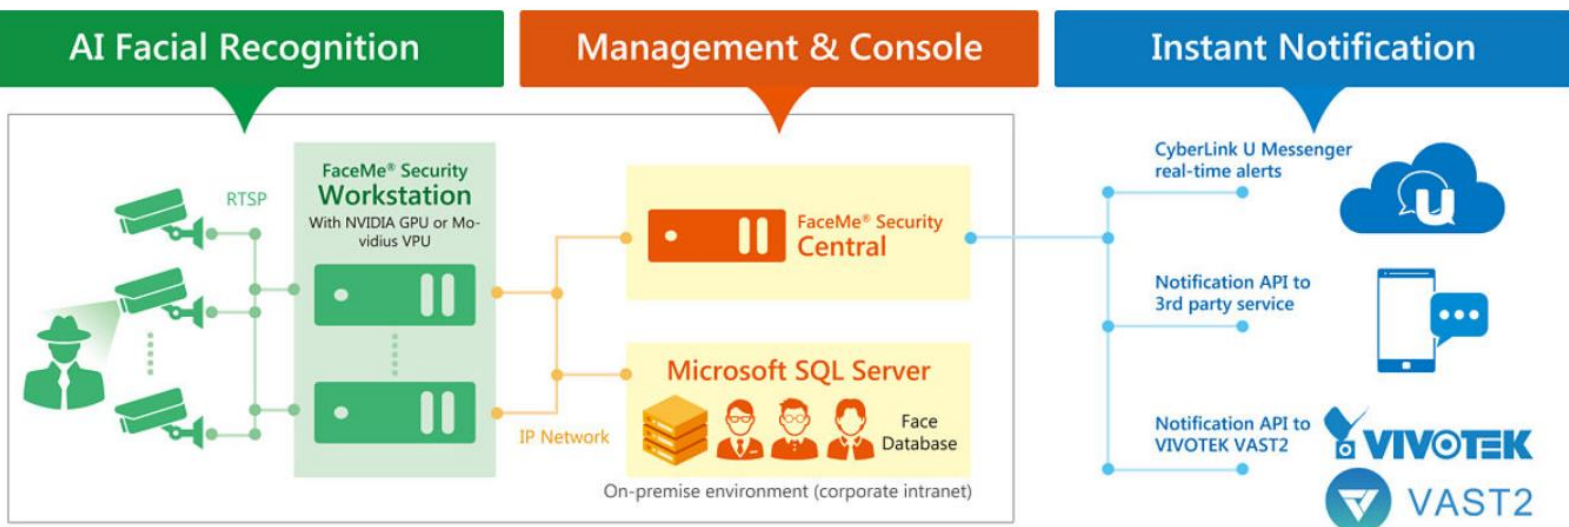 AI Facial Recognition
Management & Console
Instant Notification
RTSP
FaceMe® Security
Workstation
With NVIDIA GPU or Mo-
vidius VPU
IP Network
FaceMe® Security
Central
Microsoft SQL Server
Face
Database
On-premise environment (corporate intranet)
CyberLink U Messenger
real-time alerts
U
Notification API to
3rd party service
Notification API to
VIVOTEK VAST2
VIVOTEK
VAST2